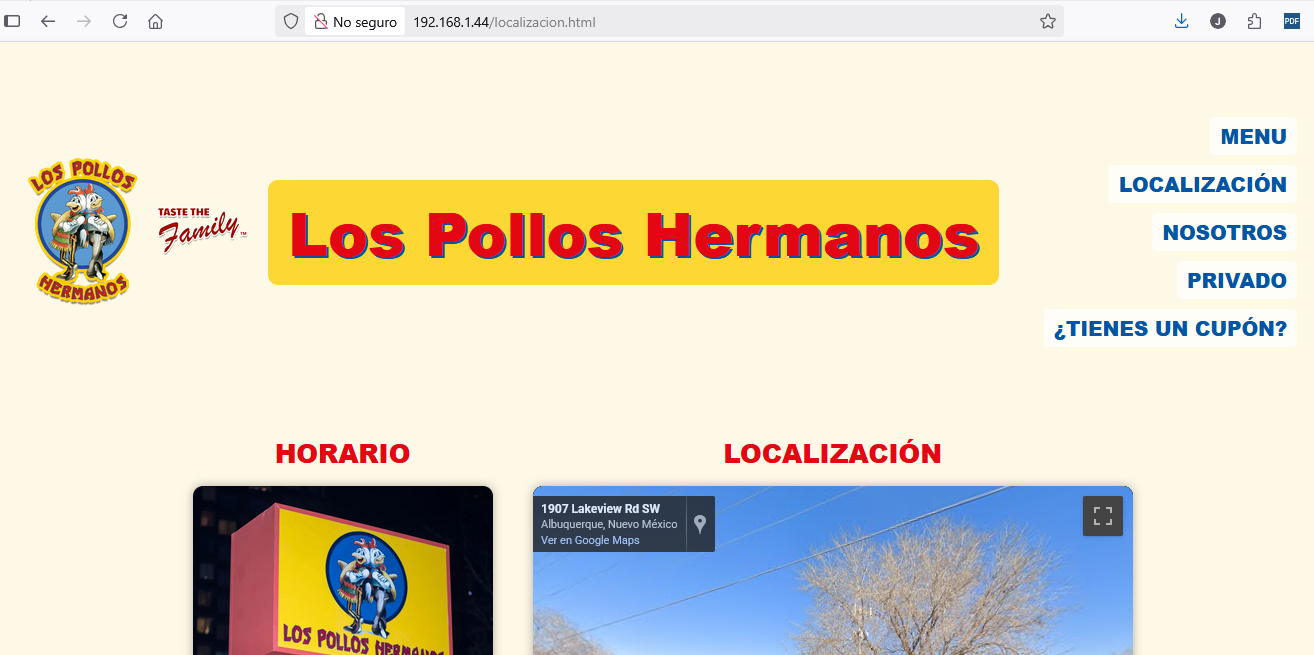 No seguro
192.168.1.44/localizacion.html
J
PDF
LOS POLLOS
HERMANOS
TASTE THE
Family™
Los Pollos Hermanos
MENU
LOCALIZACIÓN
NOSOTROS
PRIVADO
¿TIENES UN CUPÓN?
HORARIO
LOCALIZACIÓN
LOS POLLOS HERMANOS
1907 Lakeview Rd SW
Albuquerque, Nuevo México
Ver en Google Maps